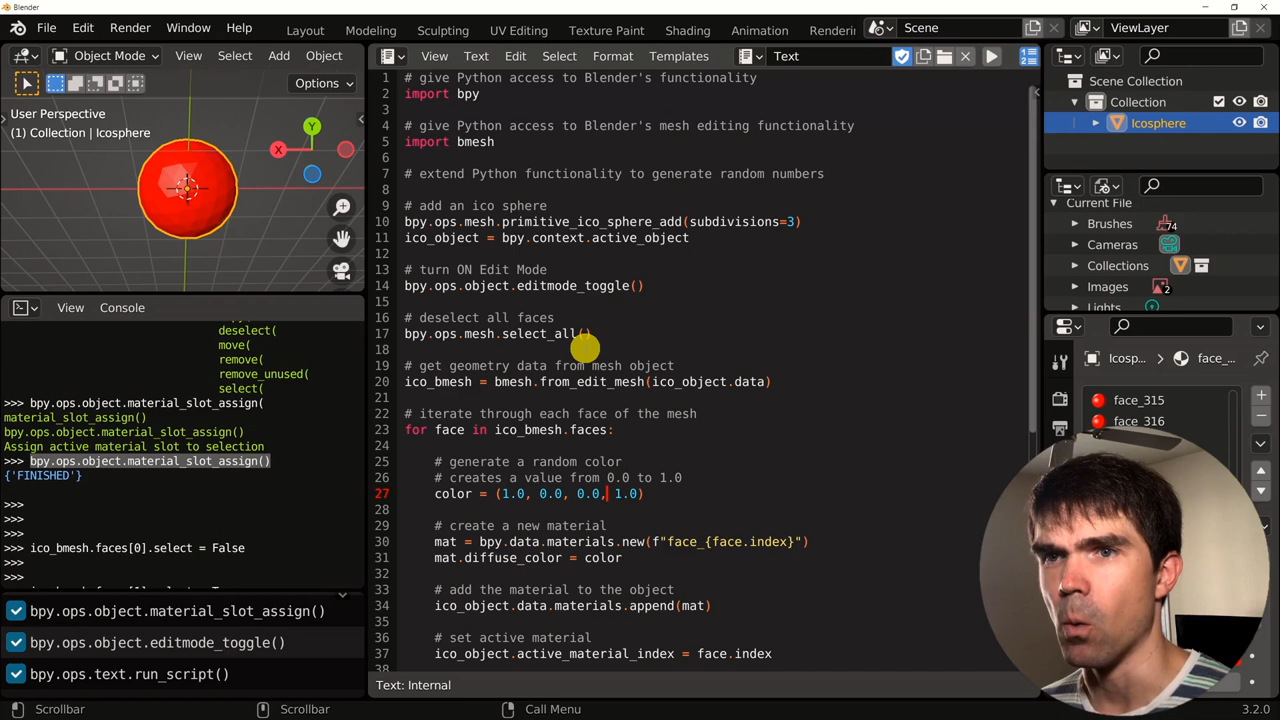 Blender
File Edit Render Window Help Layout Modeling Sculpting UV Editing Texture Paint Shading Animation Renderi Scene ViewLayer
Object Mode View Select Add Object
Options
User Perspective
(1) Collection | Icosphere
Y
X
View Console
deselect(
move(
remove(
remove_unused(
select(
>>> bpy.ops.object.material_slot_assign(
material_slot_assign()
bpy.ops.object.material_slot_assign()
Assign active material slot to selection
>>> bpy.ops.object.material_slot_assign()
{'FINISHED'}
>>>
>>>
>>>
>>> ico_bmesh.faces[0].select = False
>>>
>>>
bpy.ops.object.material_slot_assign()
bpy.ops.object.editmode_toggle()
bpy.ops.text.run_script()
View Text Edit Select Format Templates Text
1 # give Python access to Blender's functionality
2 import bpy
3
4 # give Python access to Blender's mesh editing functionality
5 import bmesh
6
7 # extend Python functionality to generate random numbers
8
9 # add an ico sphere
10 bpy.ops.mesh.primitive_ico_sphere_add(subdivisions=3)
11 ico_object = bpy.context.active_object
12
13 # turn ON Edit Mode
14 bpy.ops.object.editmode_toggle()
15
16 # deselect all faces
17 bpy.ops.mesh.select_all()
18
19 # get geometry data from mesh object
20 ico_bmesh = bmesh.from_edit_mesh(ico_object.data)
21
22 # iterate through each face of the mesh
23 for face in ico_bmesh.faces:
24
25 # generate a random color
26 # creates a value from 0.0 to 1.0
27 color = (1.0, 0.0, 0.0, 1.0)
28
29 # create a new material
30 mat = bpy.data.materials.new(f"face_{face.index}")
31 mat.diffuse_color = color
32
33 # add the material to the object
34 ico_object.data.materials.append(mat)
35
36 # set active material
37 ico_object.active_material_index = face.index
38
Text: Internal
Scene Collection
Collection
Icosphere
Current File
Brushes 74
Cameras
Collections
Images 2
Lights
Icosp... face_...
face_315
face_316
Scrollbar Scrollbar Call Menu 3.2.0